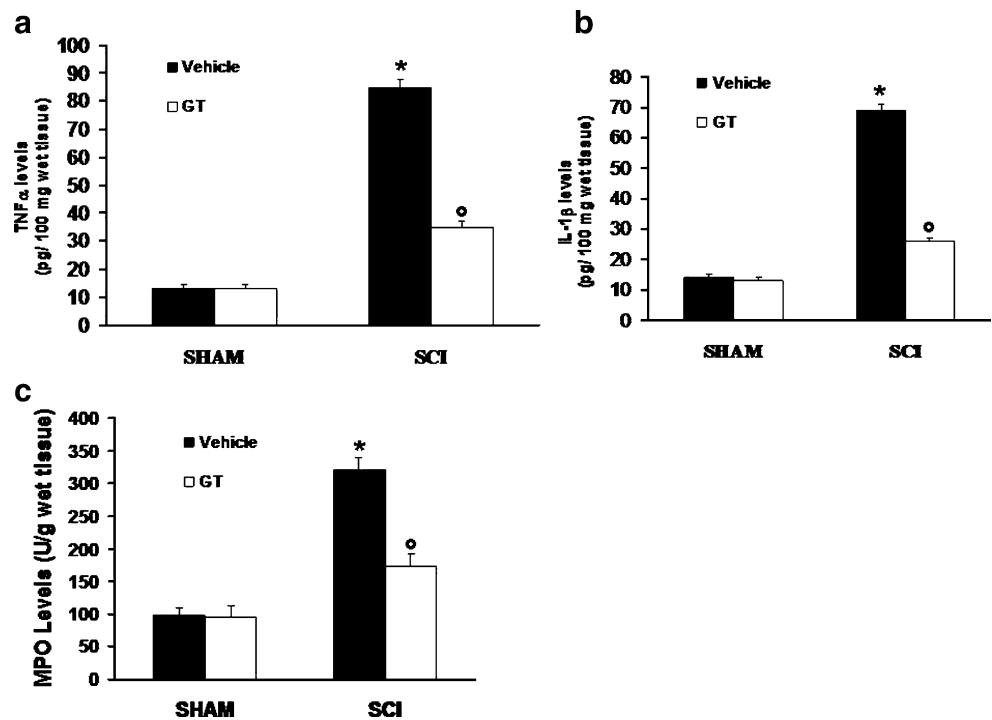 a
TNFα levels
(pg/ 100 mg wet tissue)
100
90
80
70
60
50
40
30
20
10
0
Vehicle
GT
*
SHAM
SCI
b
IL-1β levels
(pg/ 100 mg wet tissue)
80
70
60
50
40
30
20
10
0
Vehicle
GT
*
SHAM
SCI
c
MPO Levels (U/g wet tissue)
400
350
300
250
200
150
100
50
0
Vehicle
GT
*
SHAM
SCI